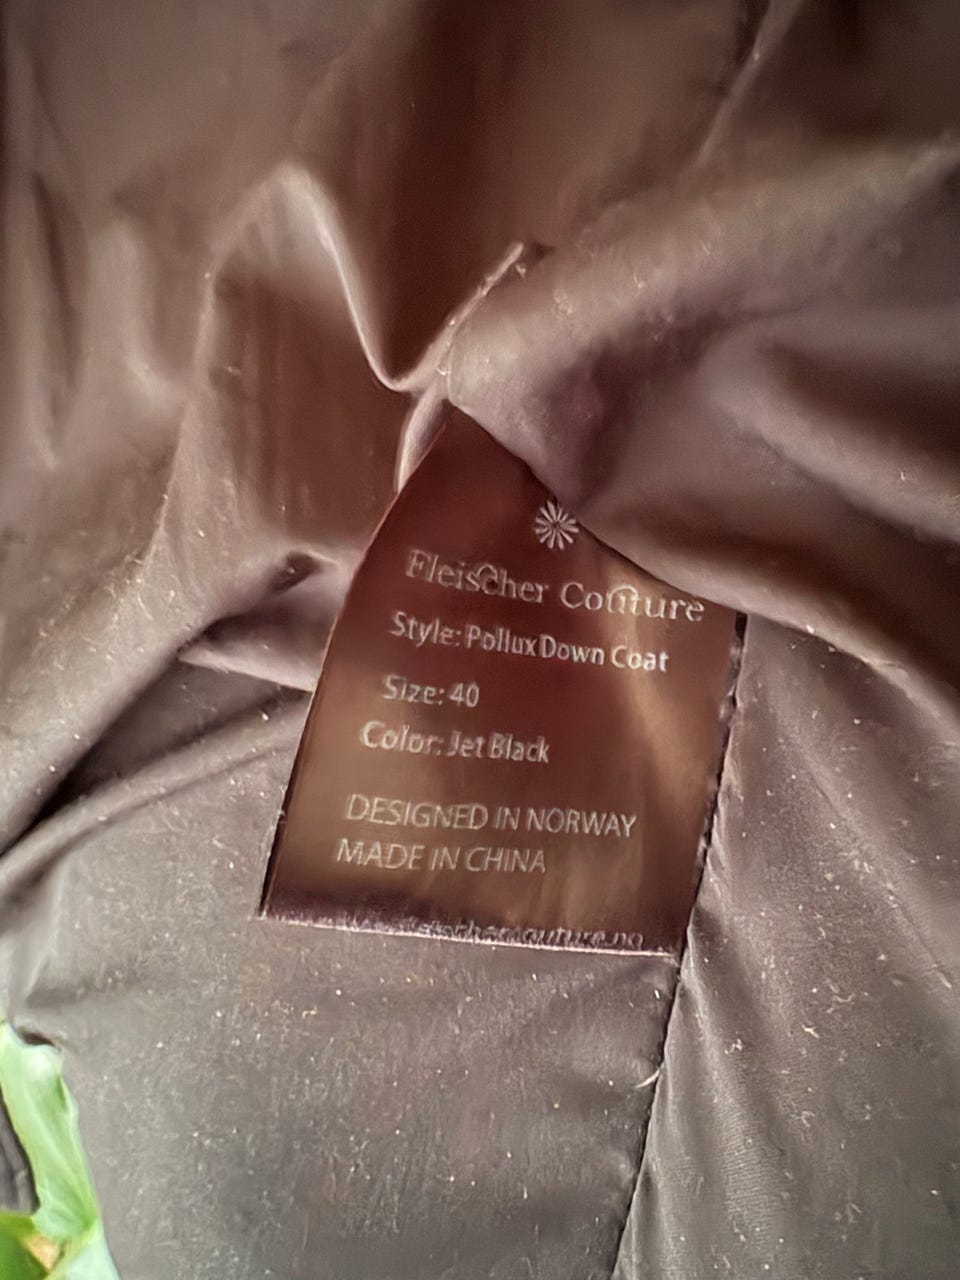 Fleischer Couture
Style: Pollux Down Coat
Size: 40
Color: Jet Black
DESIGNED IN NORWAY
MADE IN CHINA